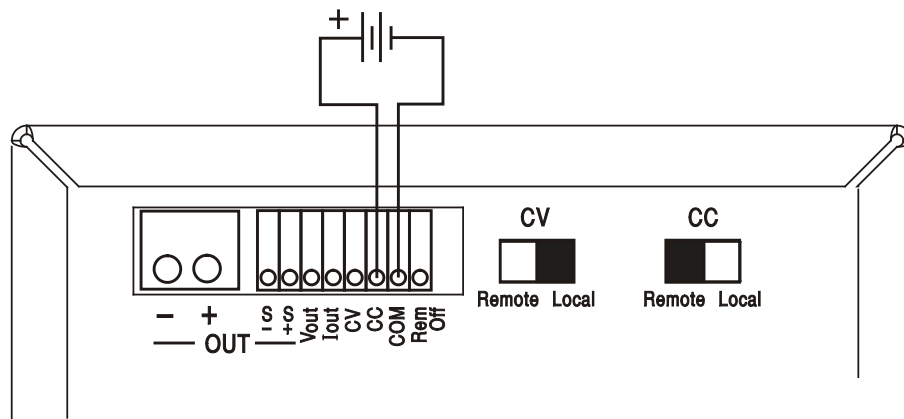 +
CV
CC
Remote Local
Remote Local
- +
OUT
S -
S +
Vout
Iout
CV
CC
COM
Rem Off